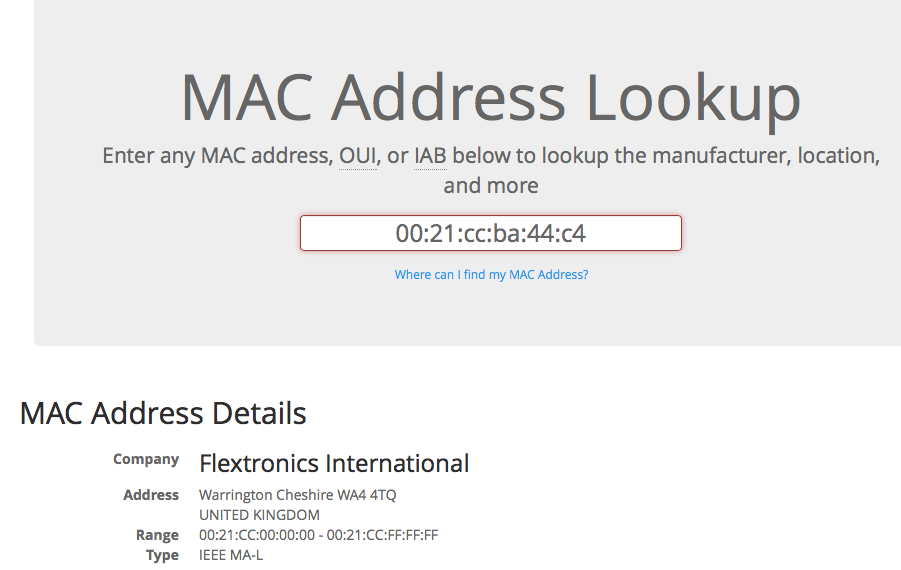 MAC Address Lookup
Enter any MAC address, OUI, or IAB below to lookup the manufacturer, location,
and more
00:21:cc:ba:44:c4
Where can I find my MAC Address?
MAC Address Details
Company Flextronics International
Address Warrington Cheshire WA4 4TQ
UNITED KINGDOM
Range 00:21:CC:00:00:00 - 00:21:CC:FF:FF:FF
Type IEEE MA-L